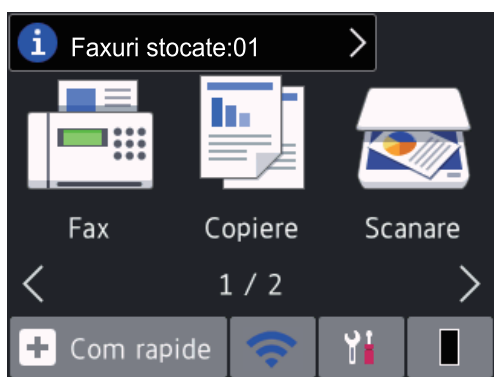 Faxuri stocate:01
Fax Copiere Scanare
1 / 2
Com rapide